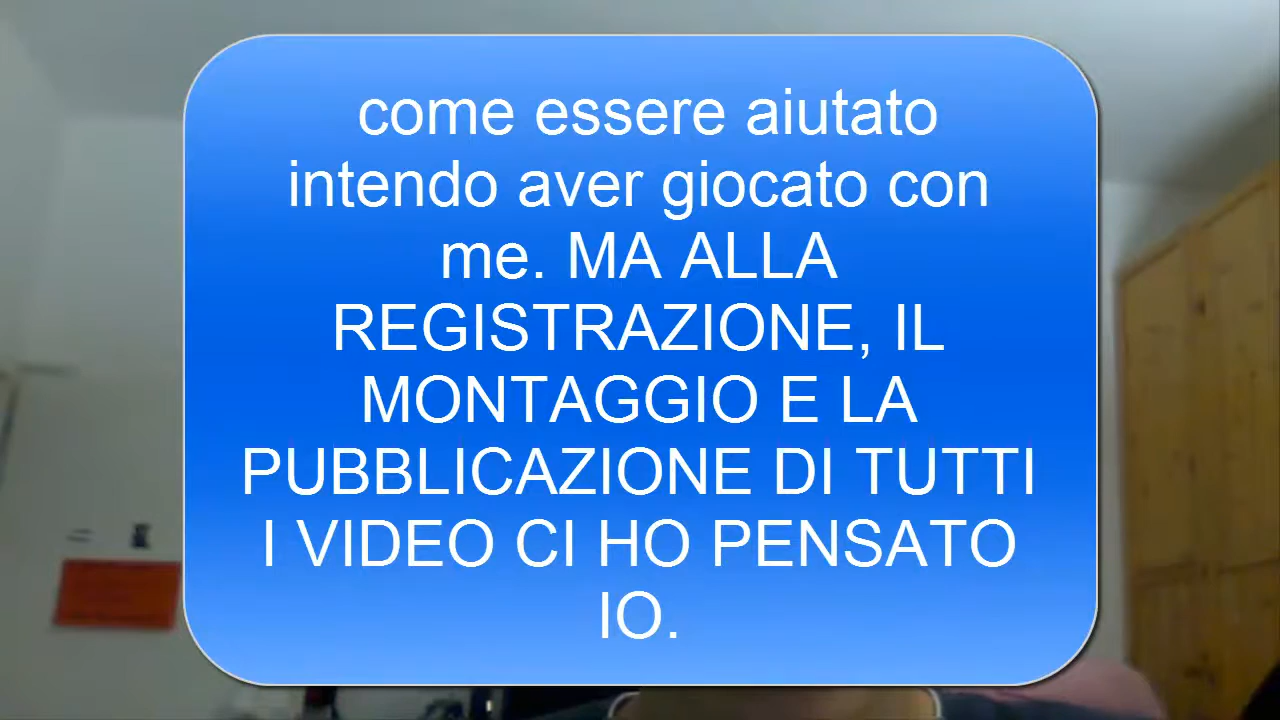 come essere aiutato
intendo aver giocato con
me. MA ALLA
REGISTRAZIONE, IL
MONTAGGIO E LA
PUBBLICAZIONE DI TUTTI
I VIDEO CI HO PENSATO
IO.